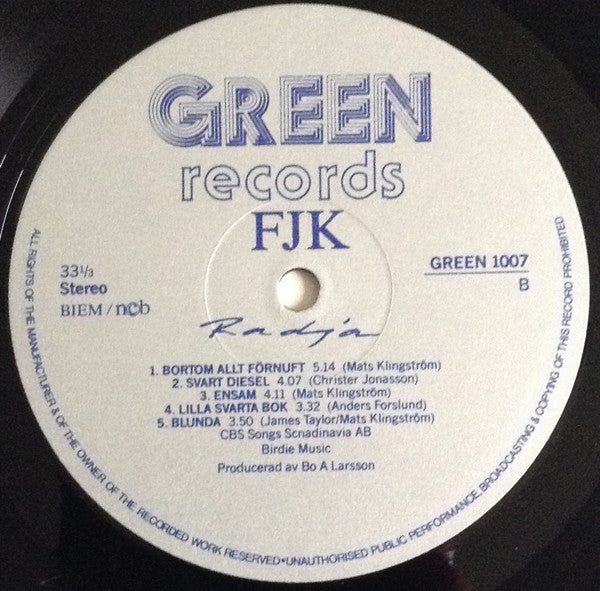 GREEN
records
FJK
33⅓
Stereo
BIEM / ncb
GREEN 1007
B
Radja
1. BORTOM ALLT FÖRNUFT 5.14 (Mats Klingström)
2. SVART DIESEL 4.07 (Christer Jonasson)
3. ENSAM 4.11 (Mats Klingström)
4. LILLA SVARTA BOK 3.32 (Anders Forslund)
5. BLUNDA 3.50 (James Taylor/Mats Klingström)
CBS Songs Scnadinavia AB
Birdie Music
Producerad av Bo A Larsson
ALL RIGHTS OF THE MANUFACTURER & OF THE OWNER OF THE RECORDED WORK RESERVED•UNAUTHORISED PUBLIC PERFORMANCE, BROADCASTING & COPYING OF THIS RECORD PROHIBITED